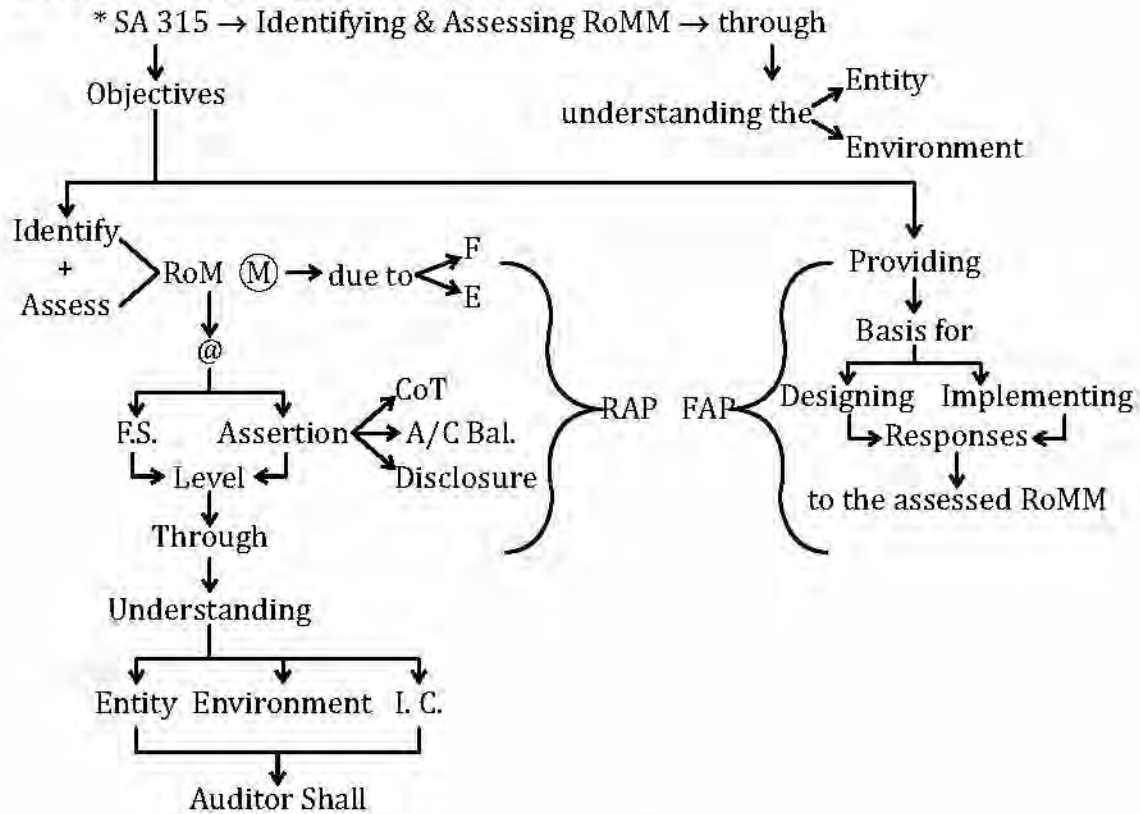 * SA 315 → Identifying & Assessing RoMM → through
Objectives
understanding the
Entity
Environment
Identify
+
Assess
RoM Ⓜ → due to
F
E
@
F.S. Assertion
CoT
A/C Bal.
Disclosure
Level
Through
Understanding
Entity Environment I. C.
Auditor Shall
RAP FAP
Providing
Basis for
Designing Implementing
Responses
to the assessed RoMM